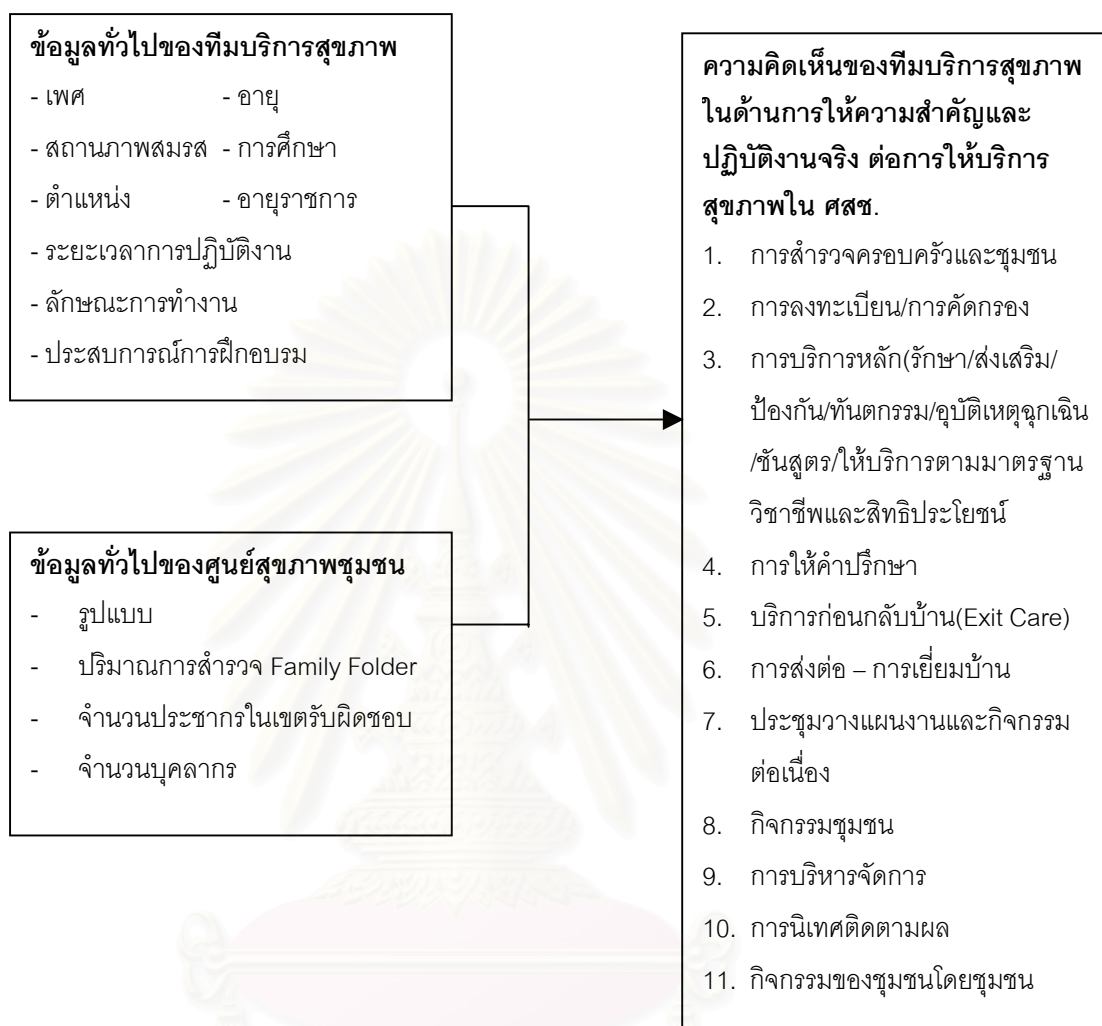 ข้อมูลทั่วไปของทีมบริการสุขภาพ
- เพศ - อายุ
- สถานภาพสมรส - การศึกษา
- ตำแหน่ง - อายุราชการ
- ระยะเวลาการปฏิบัติงาน
- ลักษณะการทำงาน
- ประสบการณ์การฝึกอบรม
ข้อมูลทั่วไปของศูนย์สุขภาพชุมชน
- รูปแบบ
- ปริมาณการสำรวจ Family Folder
- จำนวนประชากรในเขตรับผิดชอบ
- จำนวนบุคลากร
ความคิดเห็นของทีมบริการสุขภาพ
ในด้านการให้ความสำคัญและ
ปฏิบัติงานจริง ต่อการให้บริการ
สุขภาพใน ศสช.
1. การสำรวจครอบครัวและชุมชน
2. การลงทะเบียน/การคัดกรอง
3. การบริการหลัก(รักษา/ส่งเสริม/
ป้องกัน/ทันตกรรม/อุบัติเหตุฉุกเฉิน
/ชันสูตร/ให้บริการตามมาตรฐาน
วิชาชีพและสิทธิประโยชน์
4. การให้คำปรึกษา
5. บริการก่อนกลับบ้าน(Exit Care)
6. การส่งต่อ – การเยี่ยมบ้าน
7. ประชุมวางแผนงานและกิจกรรม
ต่อเนื่อง
8. กิจกรรมชุมชน
9. การบริหารจัดการ
10. การนิเทศติดตามผล
11. กิจกรรมของชุมชนโดยชุมชน